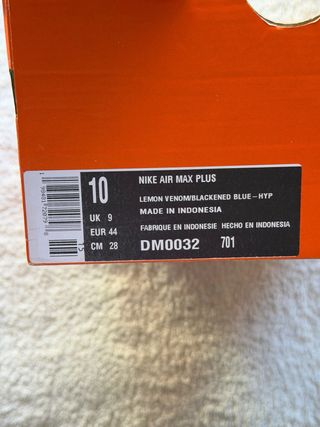 10
UK 9
EUR 44
CM 28
NIKE AIR MAX PLUS
LEMON VENOM/BLACKENED BLUE-HYP
MADE IN INDONESIA
FABRIQUE EN INDONESIE HECHO EN INDONESIA
DM0032 701